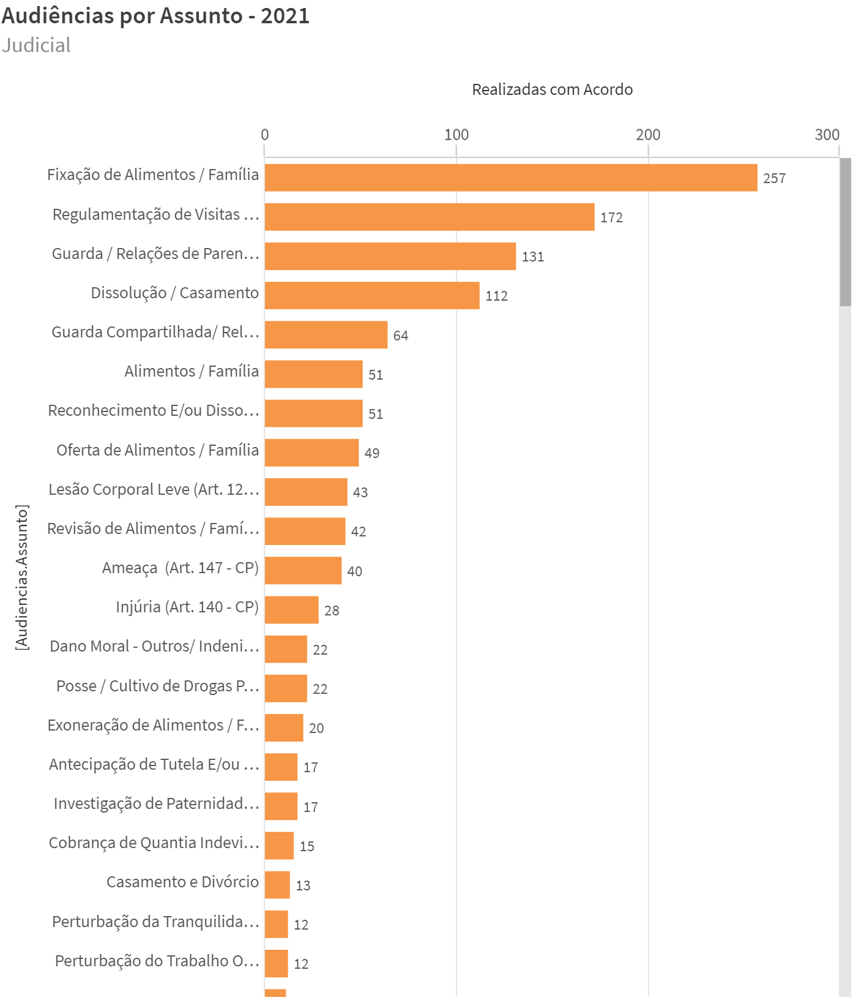 Audiências por Assunto - 2021
Judicial
Realizadas com Acordo
0 100 200 300
Fixação de Alimentos / Família 257
Regulamentação de Visitas … 172
Guarda / Relações de Paren… 131
Dissolução / Casamento 112
Guarda Compartilhada/ Rel… 64
Alimentos / Família 51
Reconhecimento E/ou Disso… 51
Oferta de Alimentos / Família 49
Lesão Corporal Leve (Art. 12… 43
Revisão de Alimentos / Famí… 42
Ameaça  (Art. 147 - CP) 40
Injúria (Art. 140 - CP) 28
Dano Moral - Outros/ Indeni… 22
Posse / Cultivo de Drogas P… 22
Exoneração de Alimentos / F… 20
Antecipação de Tutela E/ou … 17
Investigação de Paternidad… 17
Cobrança de Quantia Indevi… 15
Casamento e Divórcio 13
Perturbação da Tranquilida… 12
Perturbação do Trabalho O… 12
[Audiencias.Assunto]